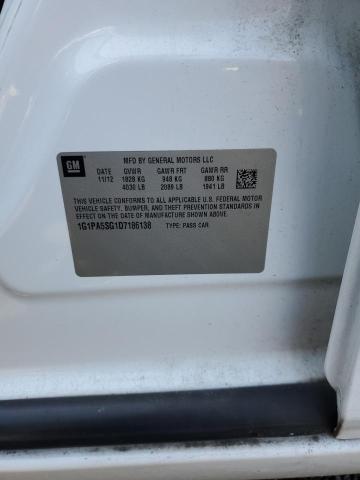 GM
MFD BY GENERAL MOTORS LLC
DATE GVWR GAWR FRT GAWR RR
11/12 1828 KG 948 KG 880 KG
4030 LB 2089 LB 1941 LB
THIS VEHICLE CONFORMS TO ALL APPLICABLE U.S. FEDERAL MOTOR
VEHICLE SAFETY, BUMPER, AND THEFT PREVENTION STANDARDS
IN EFFECT ON THE DATE OF MANUFACTURE SHOWN ABOVE.
1G1PA5SG1D7186138 TYPE: PASS CAR